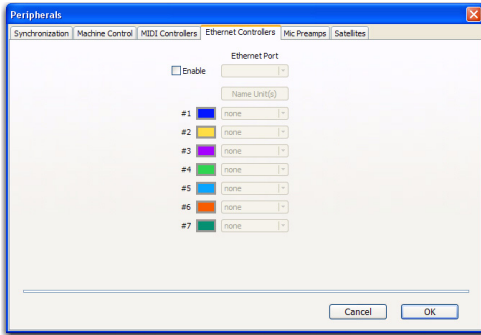 Peripherals
Synchronization Machine Control MIDI Controllers Ethernet Controllers Mic Preamps Satellites
Ethernet Port
Enable
Name Unit(s)
#1 none
#2 none
#3 none
#4 none
#5 none
#6 none
#7 none
Cancel OK